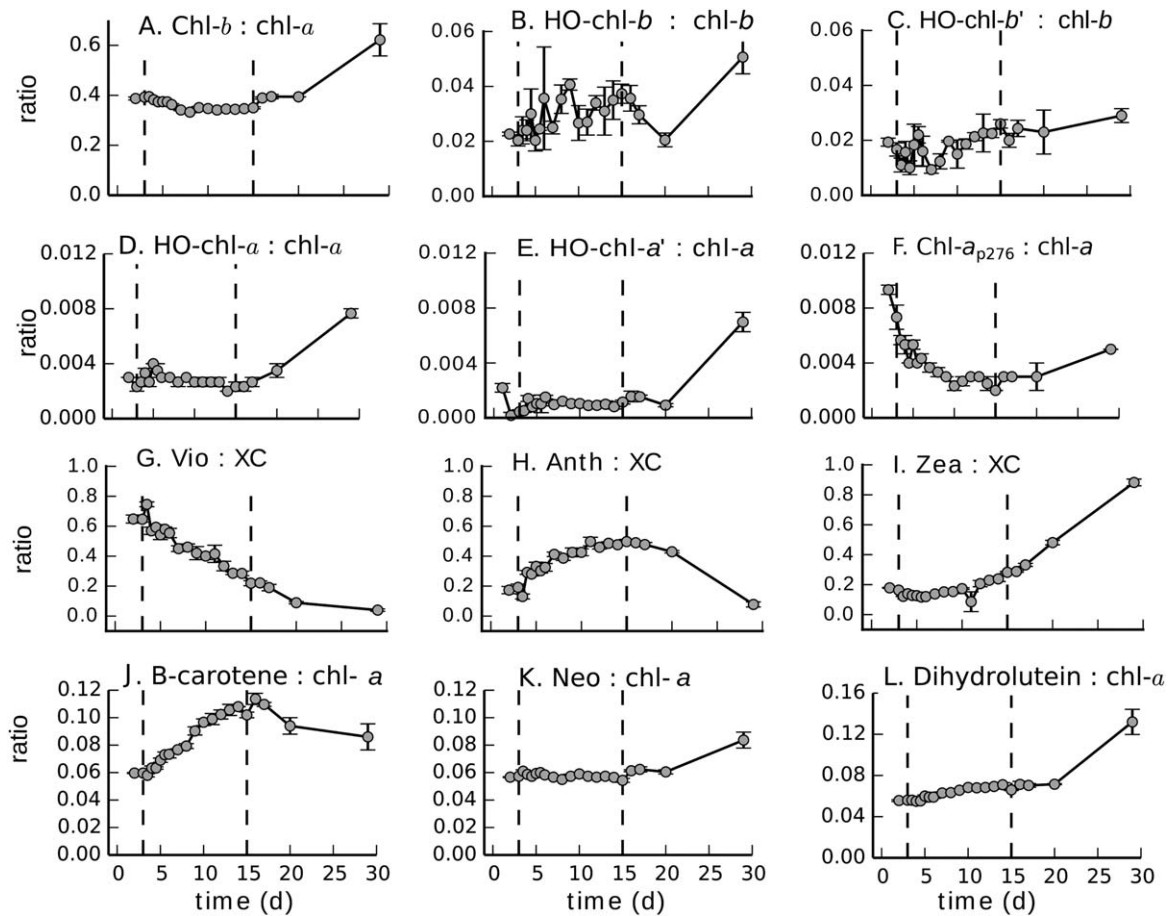 A. Chl-b : chl-a
B. HO-chl-b : chl-b
C. HO-chl-b' : chl-b
ratio
0.6
0.4
0.2
0.0
0.06
0.04
0.02
0.00
0.06
0.04
0.02
0.00
D. HO-chl-a : chl-a
E. HO-chl-a' : chl-a
F. Chl-ap276 : chl-a
ratio
0.012
0.008
0.004
0.000
0.012
0.008
0.004
0.000
0.012
0.008
0.004
0.000
G. Vio : XC
H. Anth : XC
I. Zea : XC
ratio
1.0
0.8
0.6
0.4
0.2
0.0
1.0
0.8
0.6
0.4
0.2
0.0
1.0
0.8
0.6
0.4
0.2
0.0
J. B-carotene : chl- a
K. Neo : chl- a
L. Dihydrolutein : chl-a
ratio
0.12
0.10
0.08
0.06
0.04
0.02
0.00
0.12
0.10
0.08
0.06
0.04
0.02
0.00
0.16
0.12
0.08
0.04
0.00
0 5 10 15 20 25 30
0 5 10 15 20 25 30
0 5 10 15 20 25 30
time (d)
time (d)
time (d)